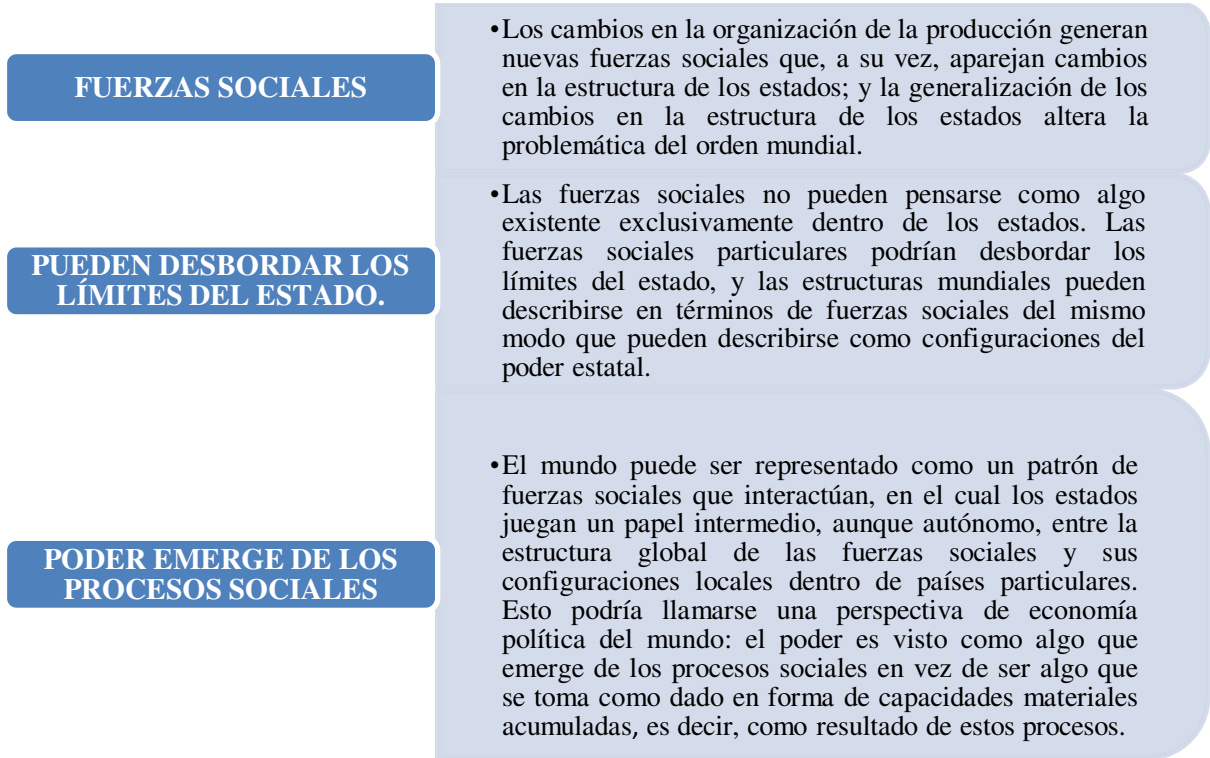 FUERZAS SOCIALES
•Los cambios en la organización de la producción generan
nuevas fuerzas sociales que, a su vez, aparejan cambios
en la estructura de los estados; y la generalización de los
cambios en la estructura de los estados altera la
problemática del orden mundial.
PUEDEN DESBORDAR LOS
LÍMITES DEL ESTADO.
•Las fuerzas sociales no pueden pensarse como algo
existente exclusivamente dentro de los estados. Las
fuerzas sociales particulares podrían desbordar los
límites del estado, y las estructuras mundiales pueden
describirse en términos de fuerzas sociales del mismo
modo que pueden describirse como configuraciones del
poder estatal.
PODER EMERGE DE LOS
PROCESOS SOCIALES
•El mundo puede ser representado como un patrón de
fuerzas sociales que interactúan, en el cual los estados
juegan un papel intermedio, aunque autónomo, entre la
estructura global de las fuerzas sociales y sus
configuraciones locales dentro de países particulares.
Esto podría llamarse una perspectiva de economía
política del mundo: el poder es visto como algo que
emerge de los procesos sociales en vez de ser algo que
se toma como dado en forma de capacidades materiales
acumuladas, es decir, como resultado de estos procesos.